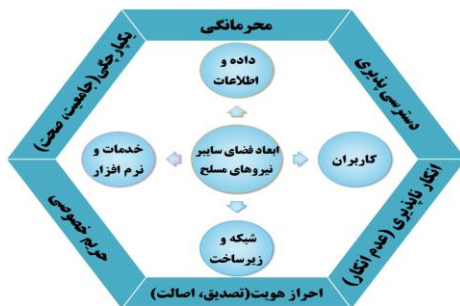 محرمانگی
یکپارچگی(جامعیت، صحت)
دسترسی پذیری
داده و
اطلاعات
خدمات و
نرم افزار
ابعاد فضای سایبر
نیروهای مسلح
کاربران
شبکه و
زیرساخت
حریم خصوصی
انکار ناپذیری (عدم انکار)
احراز هویت(تصدیق، اصالت)